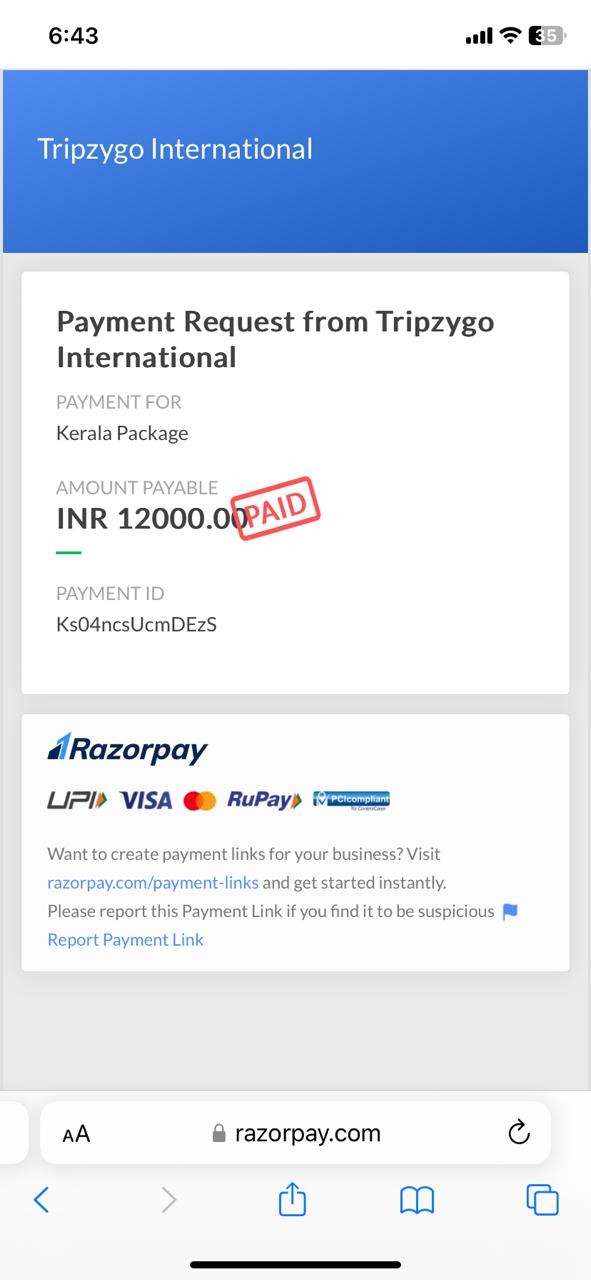 6:43
35
Tripzygo International
Payment Request from Tripzygo
International
PAYMENT FOR
Kerala Package
AMOUNT PAYABLE
INR 12000.00
PAID
PAYMENT ID
Ks04ncsUcmDEzS
Razorpay
UPI VISA RuPay PCIcompliant
by ControlCase
Want to create payment links for your business? Visit
razorpay.com/payment-links and get started instantly.
Please report this Payment Link if you find it to be suspicious
Report Payment Link
AA razorpay.com